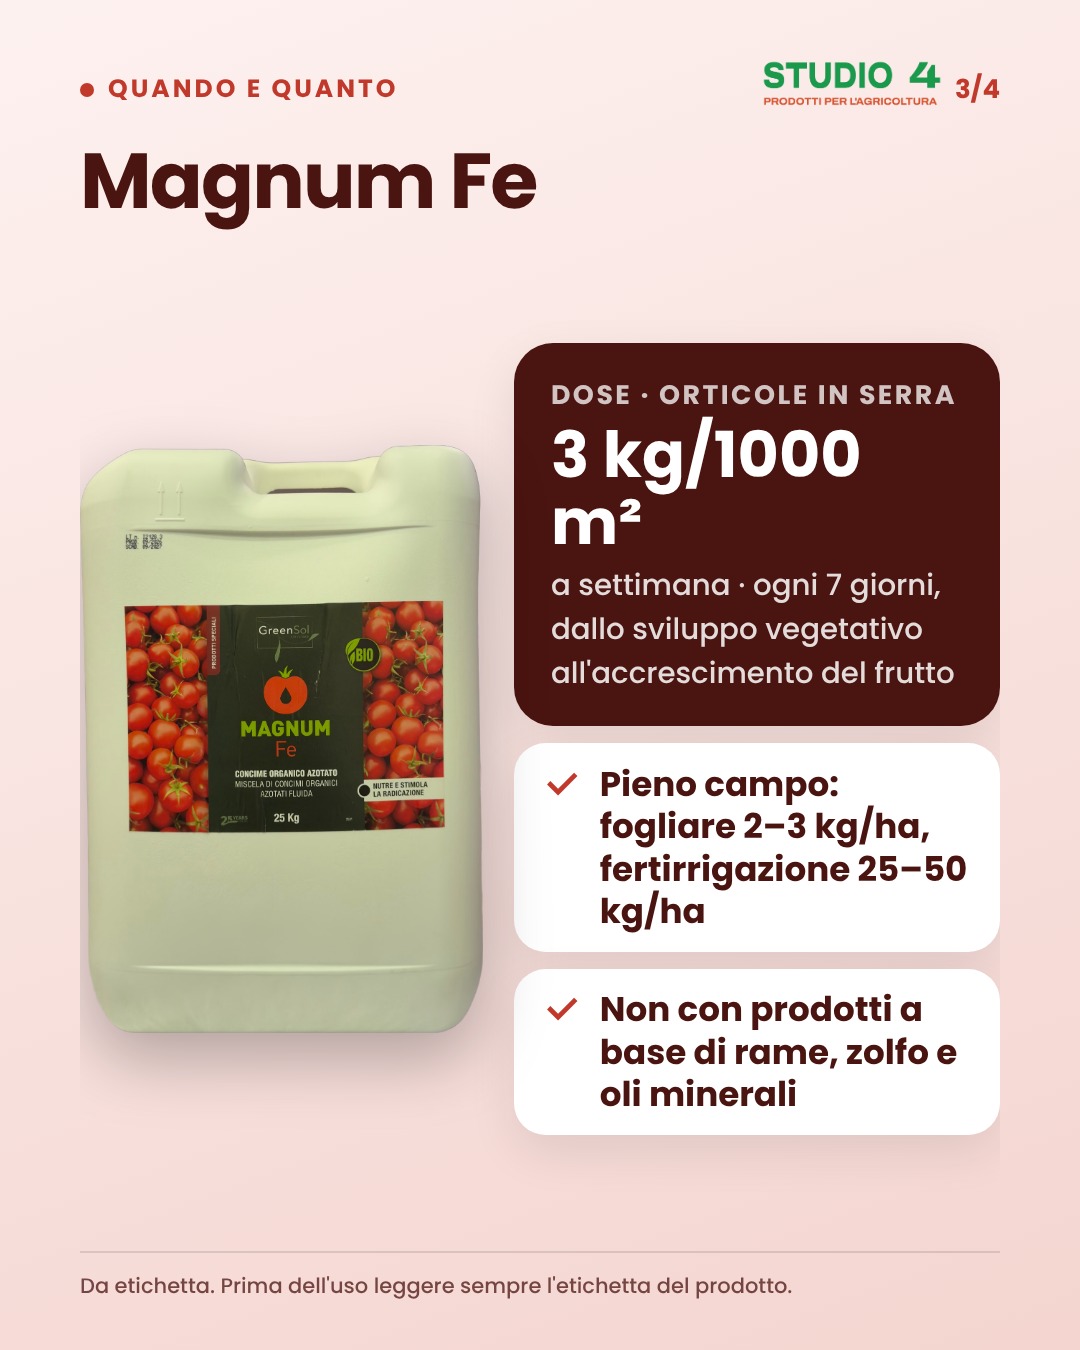 QUANDO E QUANTO
STUDIO 4
PRODOTTI PER L'AGRICOLTURA
3/4
Magnum Fe
DOSE · ORTICOLE IN SERRA
3 kg/1000
m²
a settimana · ogni 7 giorni,
dallo sviluppo vegetativo
all'accrescimento del frutto
PRODOTTI SPECIALI
GreenSol
BIO
MAGNUM
Fe
CONCIME ORGANICO AZOTATO
MISCELA DI CONCIMI ORGANICI
AZOTATI FLUIDA
NUTRE E STIMOLA
LA RADICAZIONE
25 Kg
Pieno campo:
fogliare 2–3 kg/ha,
fertirrigazione 25–50
kg/ha
Non con prodotti a
base di rame, zolfo e
oli minerali
Da etichetta. Prima dell'uso leggere sempre l'etichetta del prodotto.